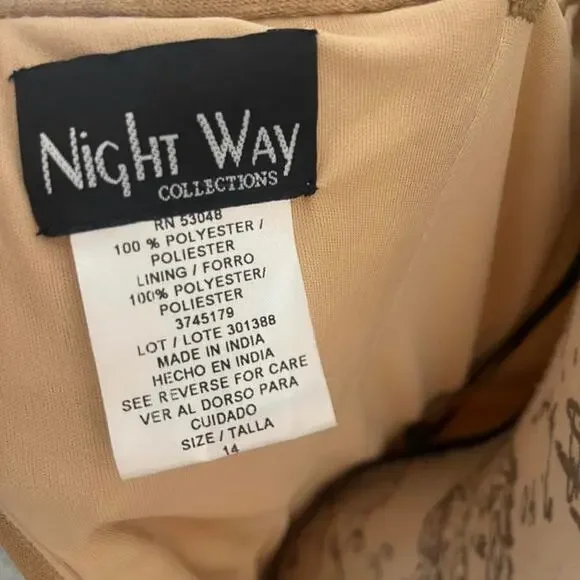 NigHt WAY
COLLECTIONS
RN 53048
100 % POLYESTER /
POLIESTER
LINING / FORRO
100% POLYESTER/
POLIESTER
3745179
LOT / LOTE 301388
MADE IN INDIA
HECHO EN INDIA
SEE REVERSE FOR CARE
VER AL DORSO PARA
CUIDADO
SIZE / TALLA
14